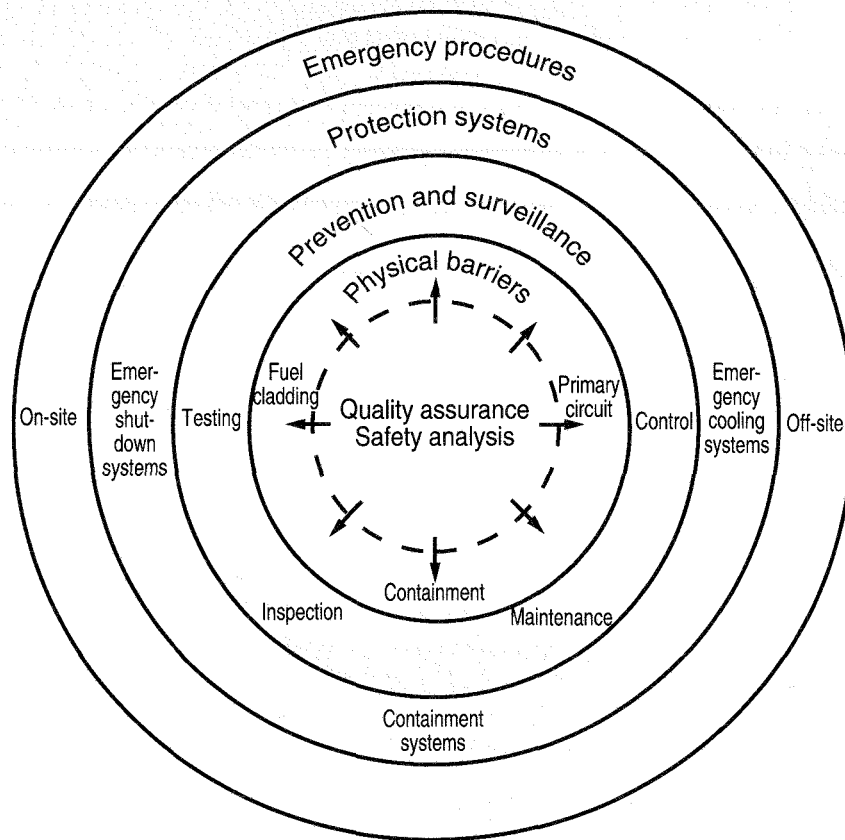 Emergency procedures
Protection systems
Prevention and surveillance
Physical barriers
Fuel
cladding
Primary
circuit
Quality assurance
Safety analysis
On-site
Emer-
gency
shut-
down
systems
Testing
Control
Emer-
gency
cooling
systems
Off-site
Containment
Inspection
Maintenance
Containment
systems